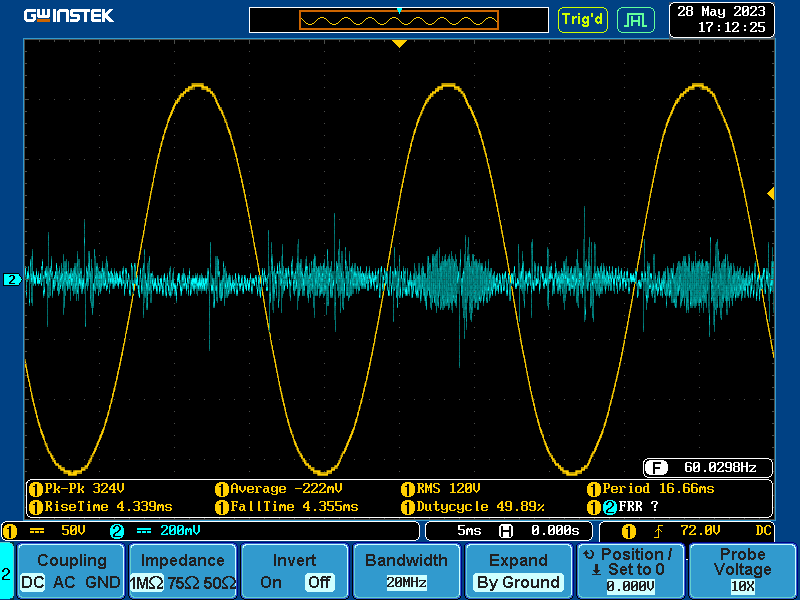 GWINSTEK
Trig'd
28 May 2023
17:12:25
2
F 60.0298Hz
1 Pk-Pk 324V 1 Average -222mV 1 RMS 120V 1 Period 16.66ms
1 RiseTime 4.339ms 1 FallTime 4.355ms 1 Dutycycle 49.89% 1 2 FRR ?
1 50V 2 200mV 5ms H 0.000s 1 72.0V DC
2
Coupling
DC AC GND
Impedance
1MΩ 75Ω 50Ω
Invert
On Off
Bandwidth
20MHz
Expand
By Ground
Position /
Set to 0
0.000V
Probe
Voltage
10X